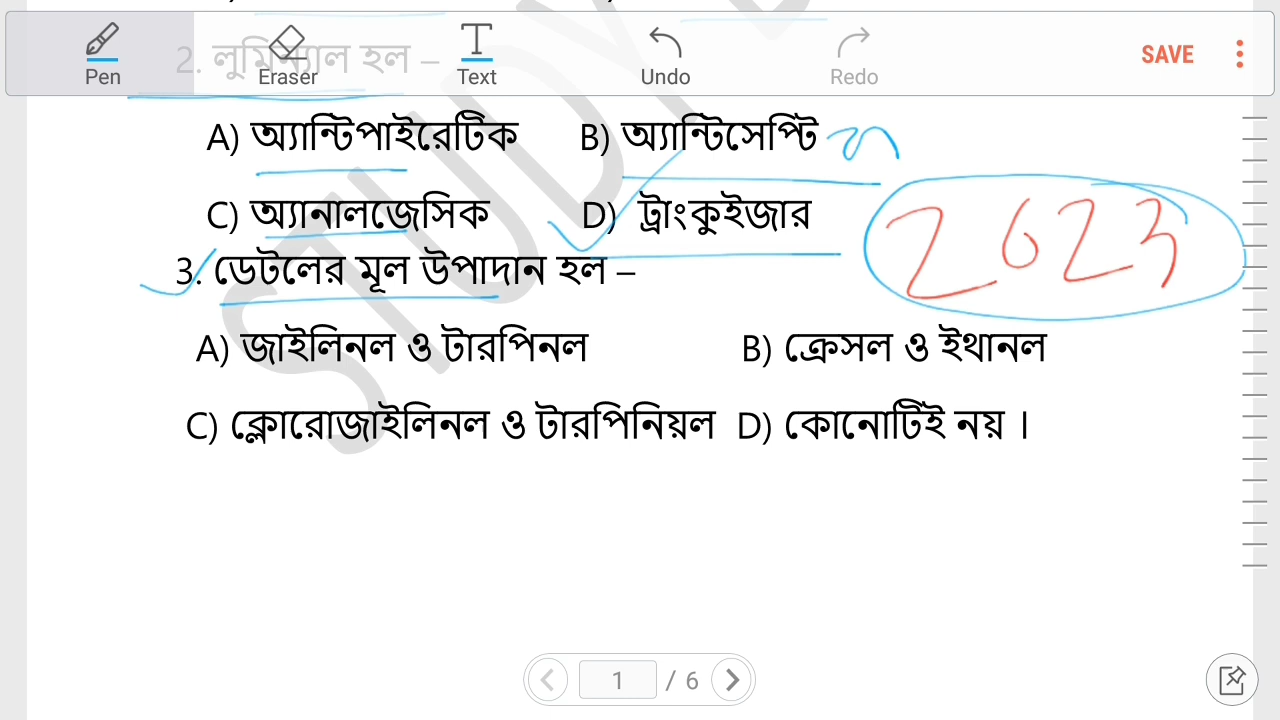 Pen Eraser Text Undo Redo SAVE
2. লুমিন্যাল হল –
A) অ্যান্টিপাইরেটিক B) অ্যান্টিসেপ্টি ক
C) অ্যানালজেসিক D) ট্রাংকুইজার
2023
3. ডেটলের মূল উপাদান হল –
A) জাইলিনল ও টারপিনল B) ক্রেসল ও ইথানল
C) ক্লোরোজাইলিনল ও টারপিনিয়ল D) কোনোটিই নয় ।
1 / 6